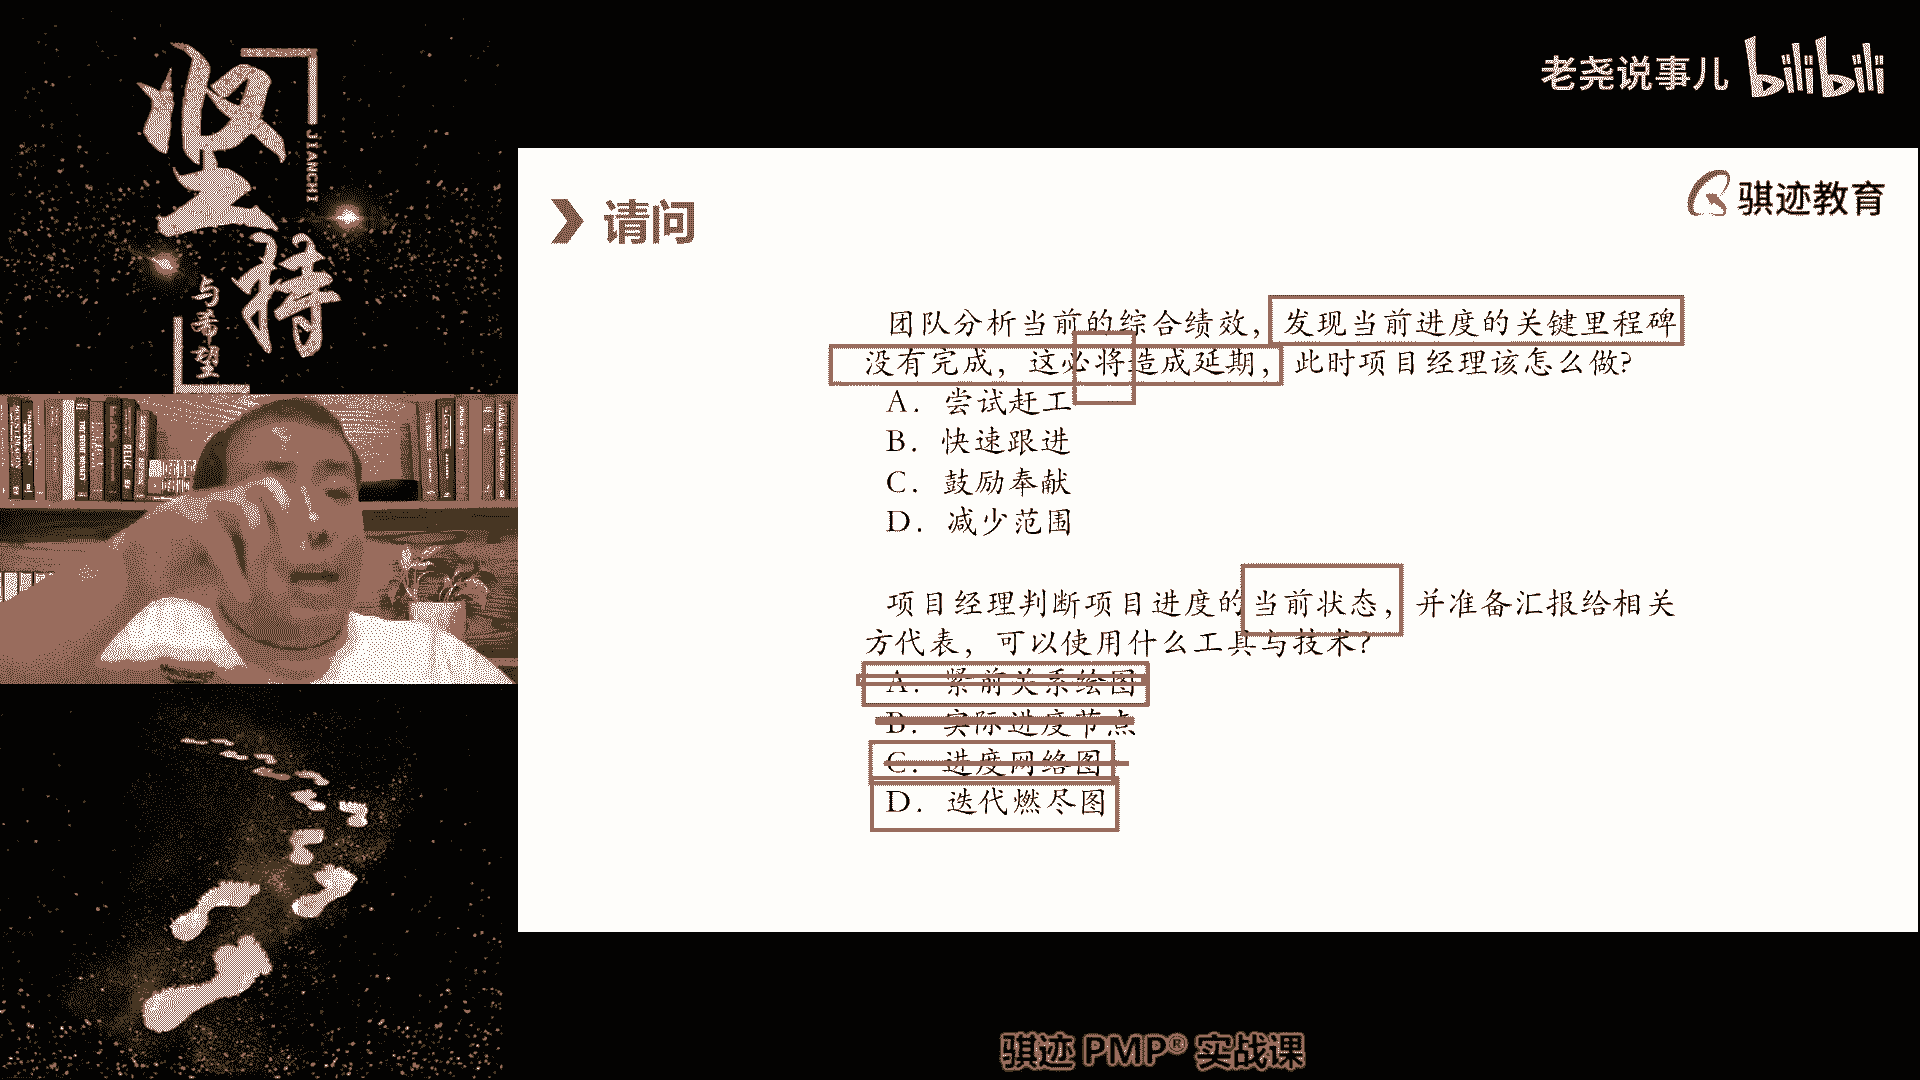 坚持
JIANCHI
与希望
老尧说事儿 bilibili
骐迹教育
请问
团队分析当前的综合绩效，发现当前进度的关键里程碑
没有完成，这必将造成延期，此时项目经理该怎么做？
A．尝试赶工
B．快速跟进
C．鼓励奉献
D．减少范围
项目经理判断项目进度的当前状态，并准备汇报给相关
方代表，可以使用什么工具与技术？
A．紧前关系绘图
B．实际进度节点
C．进度网络图
D．迭代燃尽图
骐迹 PMP® 实战课